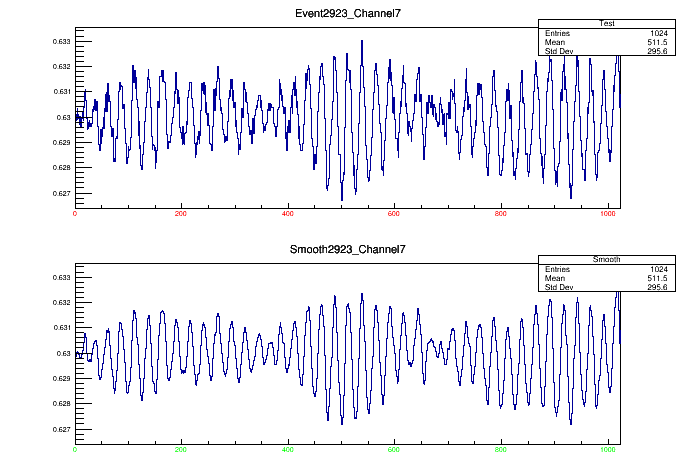 Event2923_Channel7
Test
Entries 1024
Mean 511.5
Std Dev 295.6
0.633
0.632
0.631
0.63
0.629
0.628
0.627
0 200 400 600 800 1000
Smooth2923_Channel7
Smooth
Entries 1024
Mean 511.5
Std Dev 295.6
0.633
0.632
0.631
0.63
0.629
0.628
0.627
0 200 400 600 800 1000